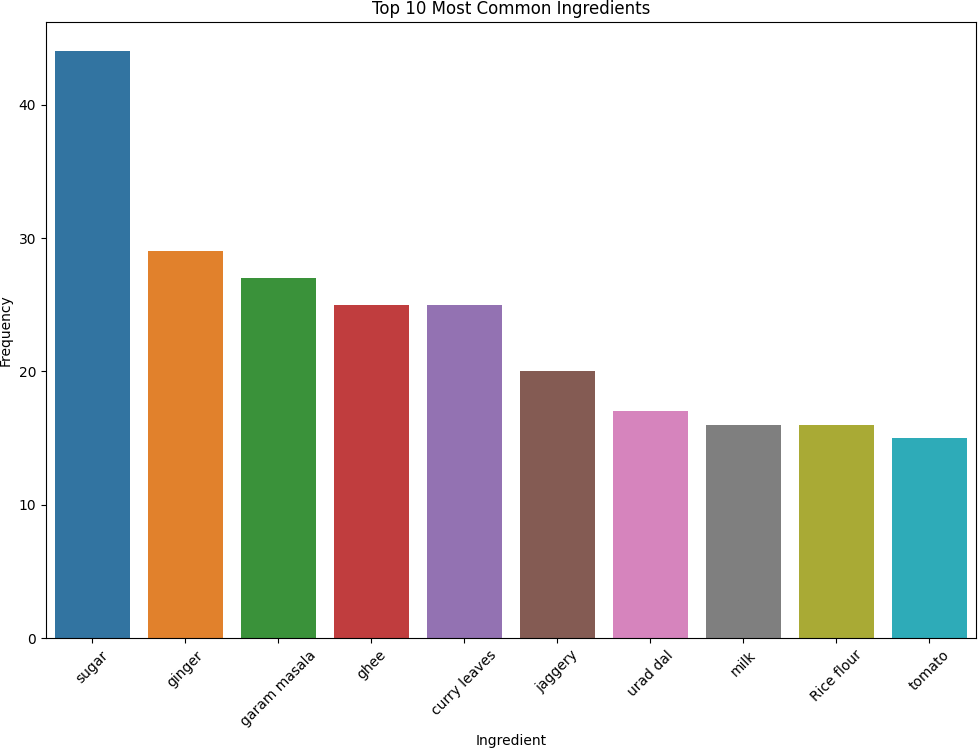 Top 10 Most Common Ingredients
Frequency
40
30
20
10
0
sugar
ginger
garam masala
ghee
curry leaves
jaggery
urad dal
milk
Rice flour
tomato
Ingredient